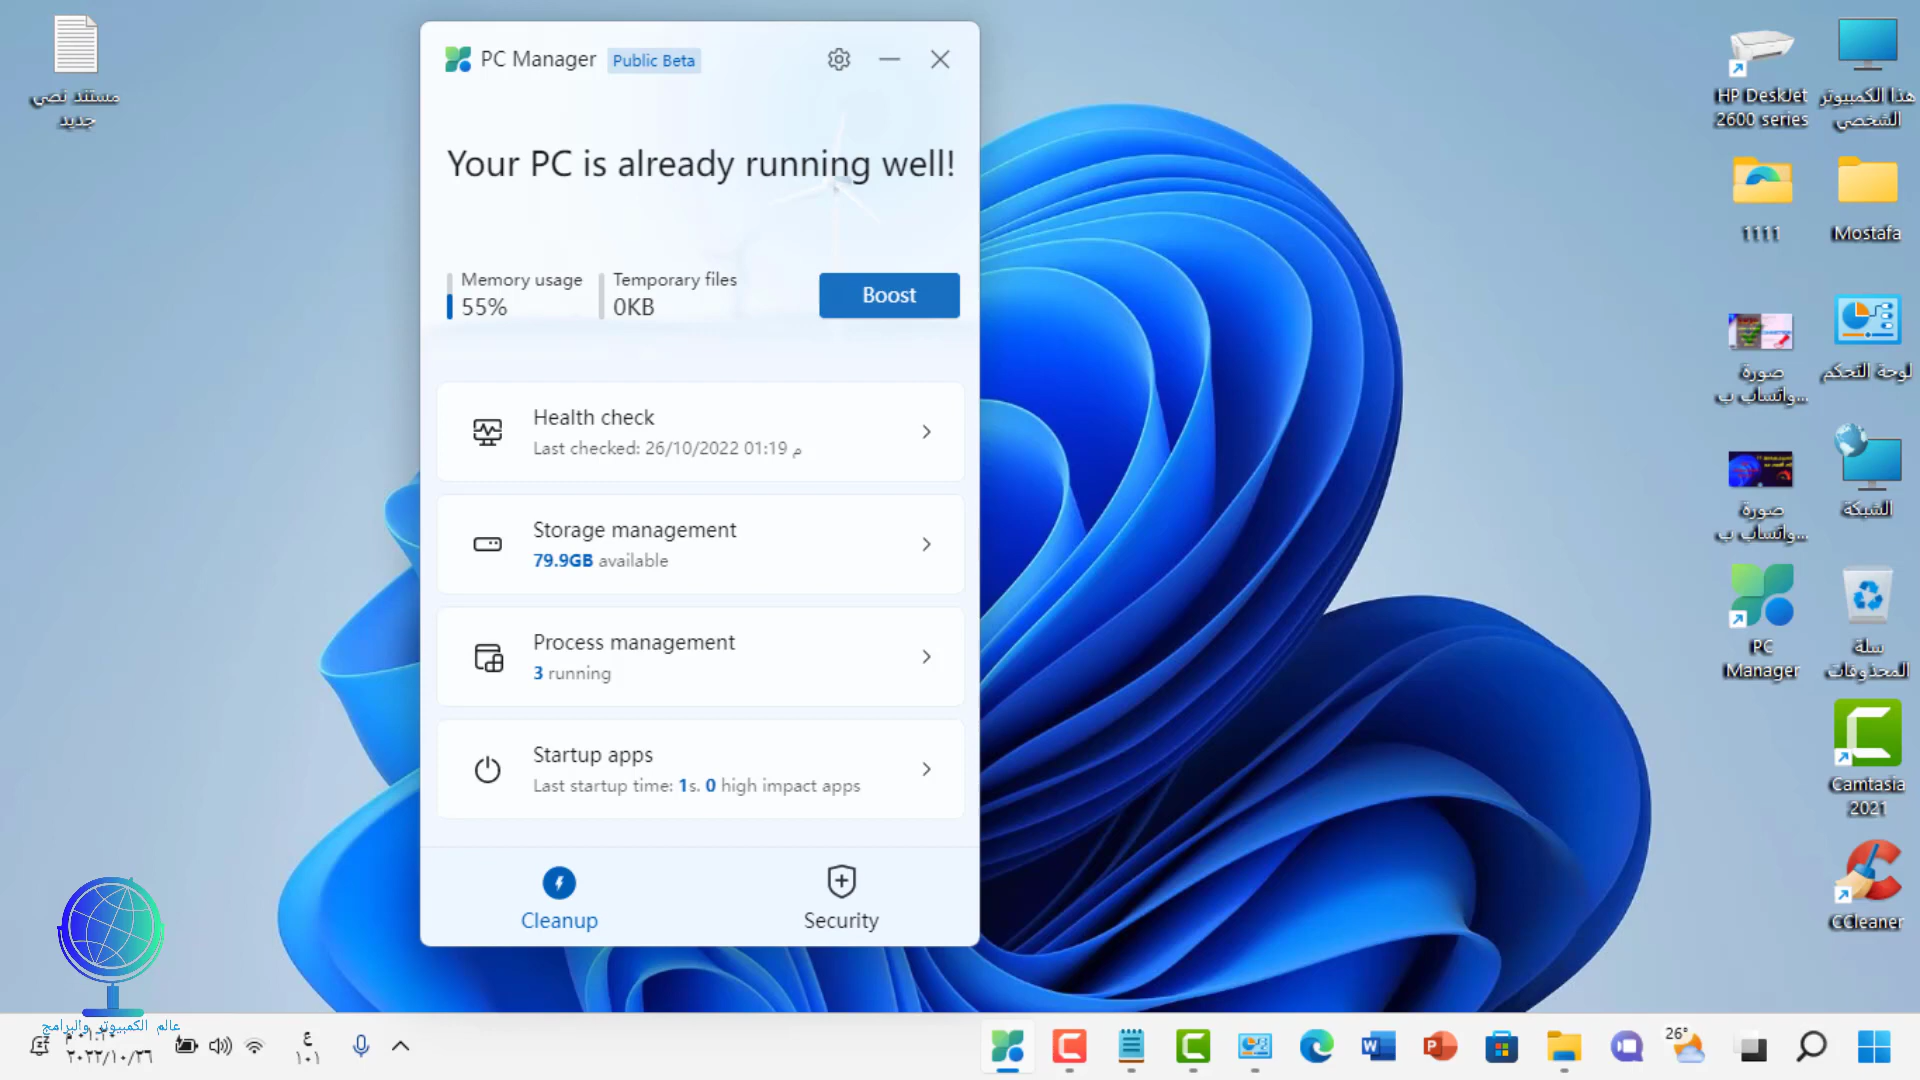 PC Manager Public Beta
Your PC is already running well!
Memory usage
55%
Temporary files
0KB
Boost
Health check
Last checked: 26/10/2022 01:19 م
Storage management
79.9GB available
Process management
3 running
Startup apps
Last startup time: 1s. 0 high impact apps
Cleanup
Security
مستند نصي
جديد
HP DeskJet
2600 series
هذا الكمبيوتر
الشخصي
1111
Mostafa
صورة
واتساب ب...
لوحة التحكم
صورة
واتساب ب...
الشبكة
PC
Manager
سلة
المحذوفات
Camtasia
2021
CCleaner
عالم الكمبيوتر والبرامج
٢٠٢٢/١٠/٢٦
ع
١٠١
26°